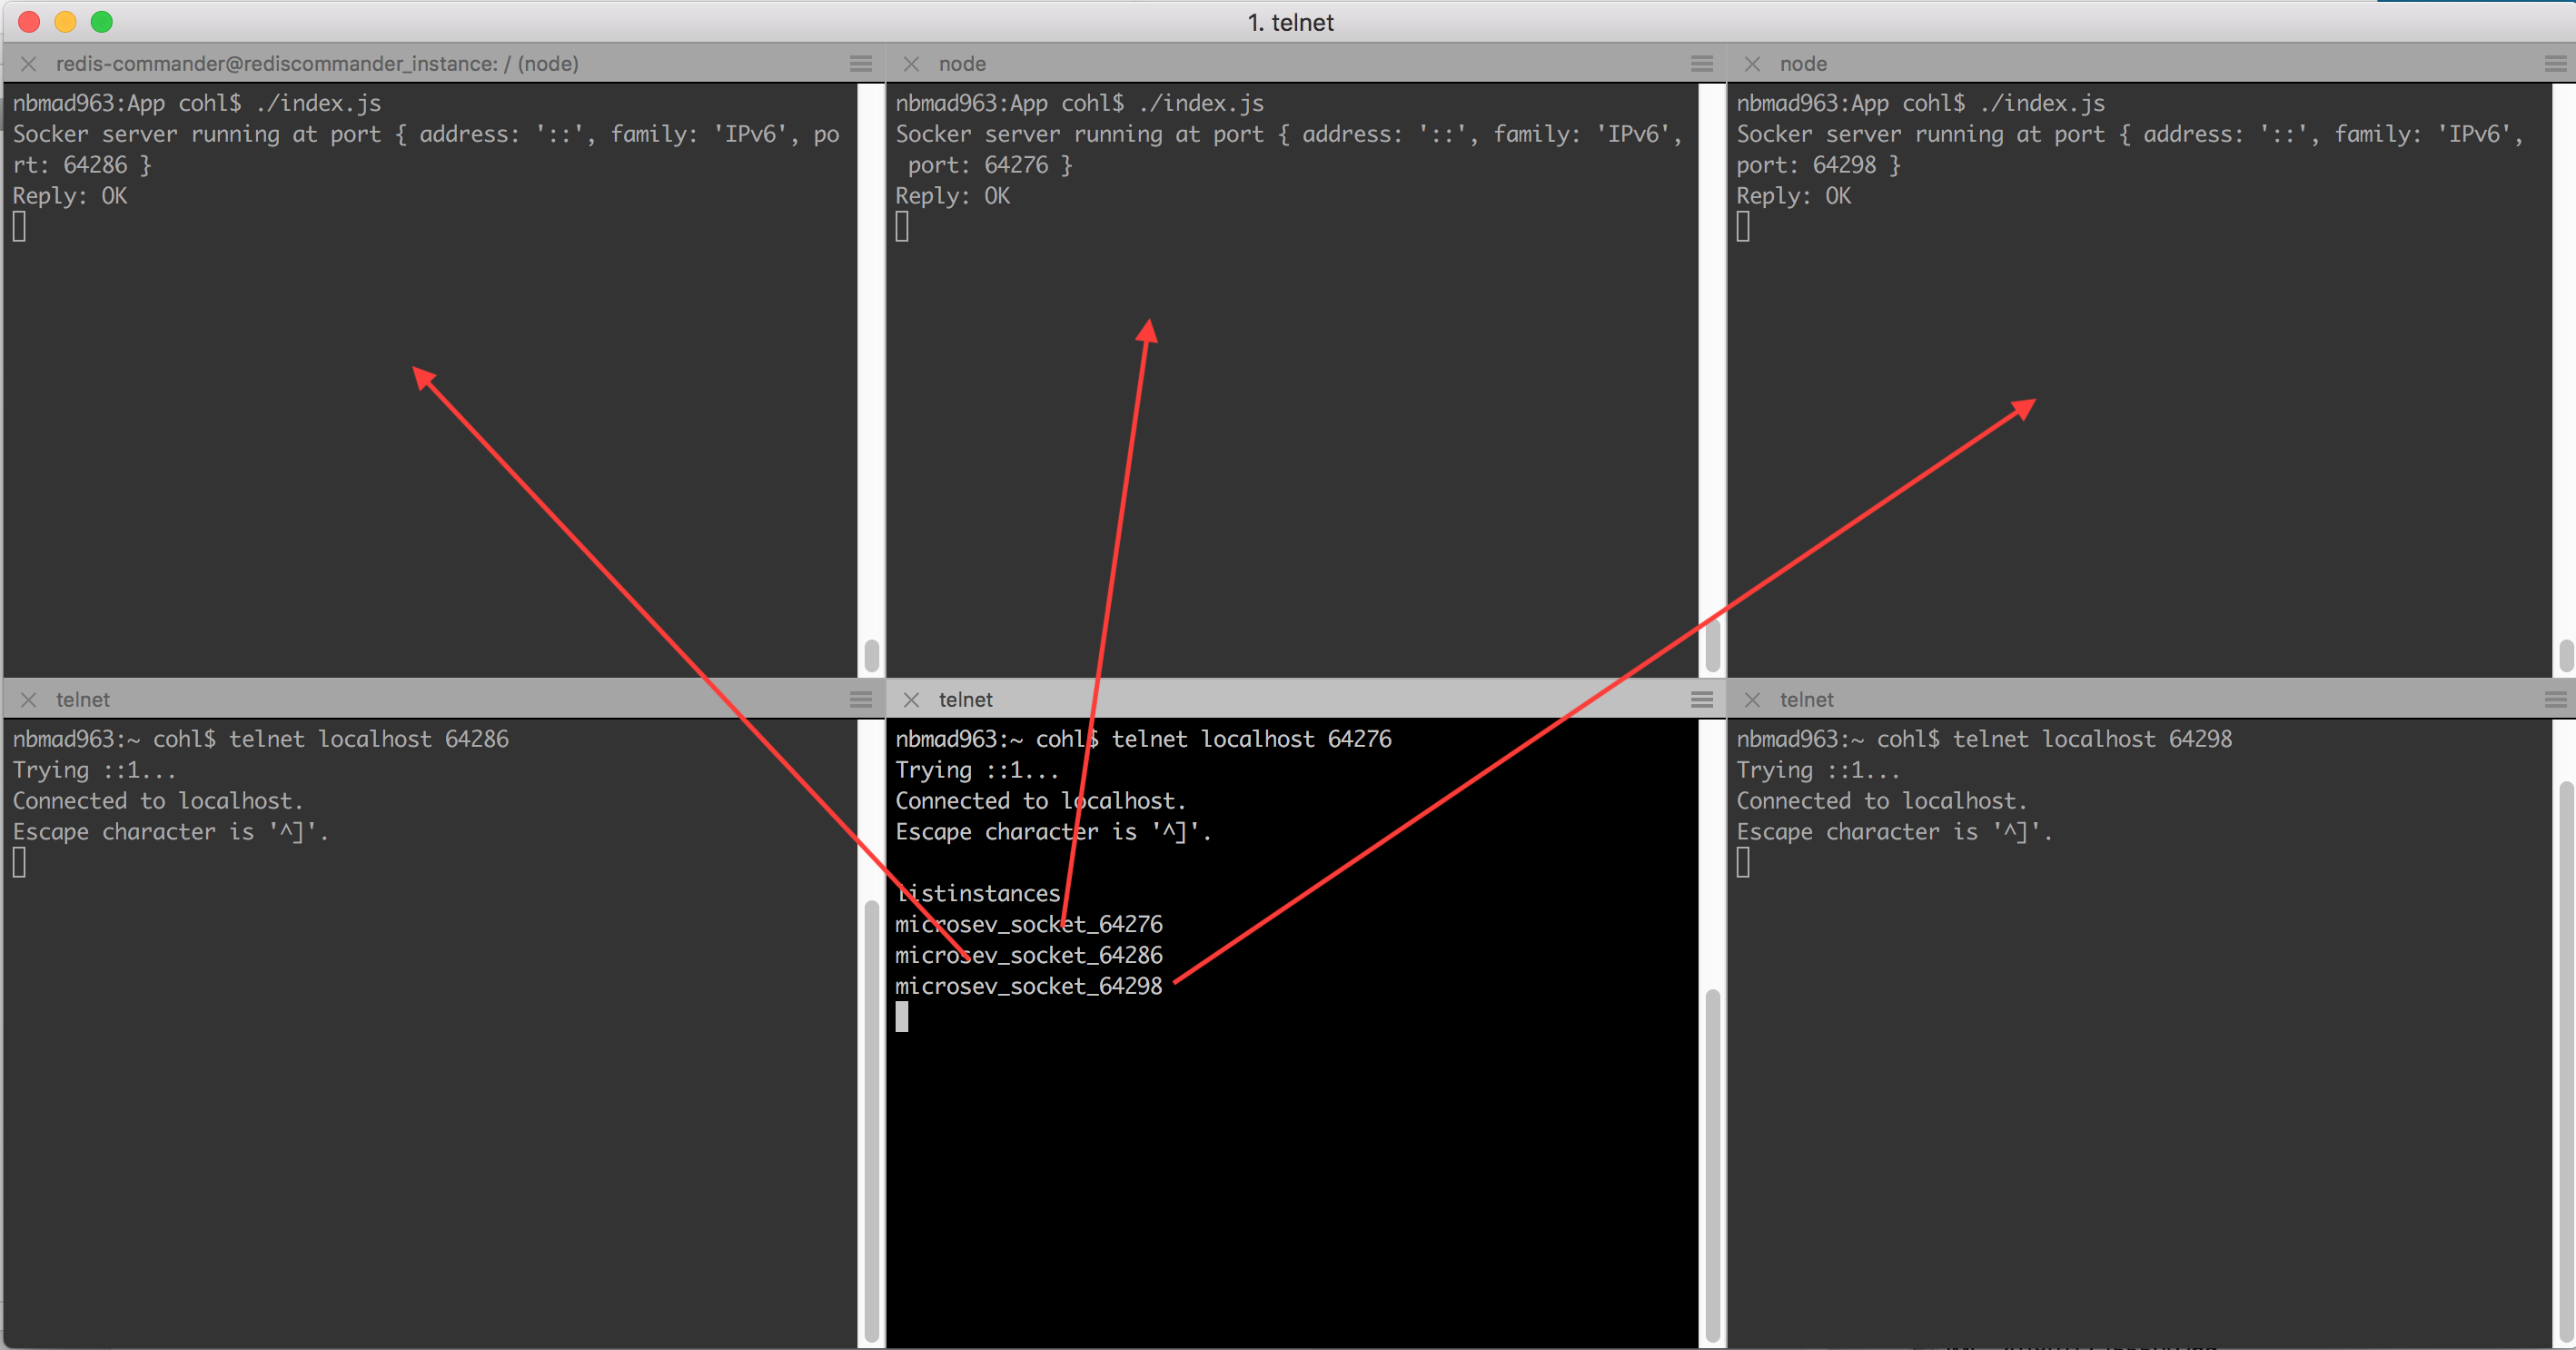 1. telnet
redis-commander@rediscommander_instance: / (node)
nbmad963:App cohl$ ./index.js
Socker server running at port { address: '::', family: 'IPv6', po
rt: 64286 }
Reply: OK
node
nbmad963:App cohl$ ./index.js
Socker server running at port { address: '::', family: 'IPv6',
port: 64276 }
Reply: OK
node
nbmad963:App cohl$ ./index.js
Socker server running at port { address: '::', family: 'IPv6',
port: 64298 }
Reply: OK
telnet
nbmad963:~ cohl$ telnet localhost 64286
Trying ::1...
Connected to localhost.
Escape character is '^]'.
telnet
nbmad963:~ cohl$ telnet localhost 64276
Trying ::1...
Connected to localhost.
Escape character is '^]'.
listinstances
microsev_socket_64276
microsev_socket_64286
microsev_socket_64298
telnet
nbmad963:~ cohl$ telnet localhost 64298
Trying ::1...
Connected to localhost.
Escape character is '^]'.